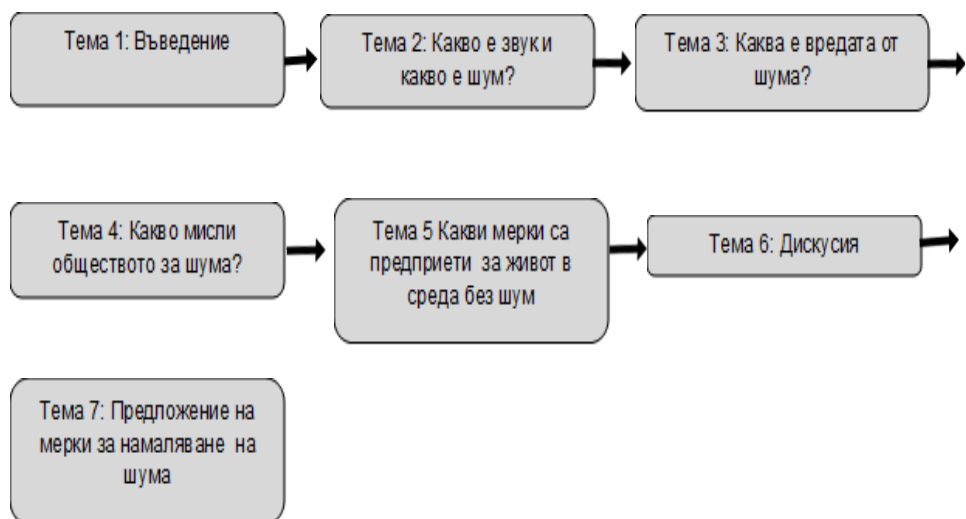 Тема 1: Въведение
Тема 2: Какво е звук и
какво е шум?
Тема 3: Каква е вредата от
шума?
Тема 4: Какво мисли
обществото за шума?
Тема 5 Какви мерки са
предприети за живот в
среда без шум
Тема 6: Дискусия
Тема 7: Предложение на
мерки за намаляване на
шума